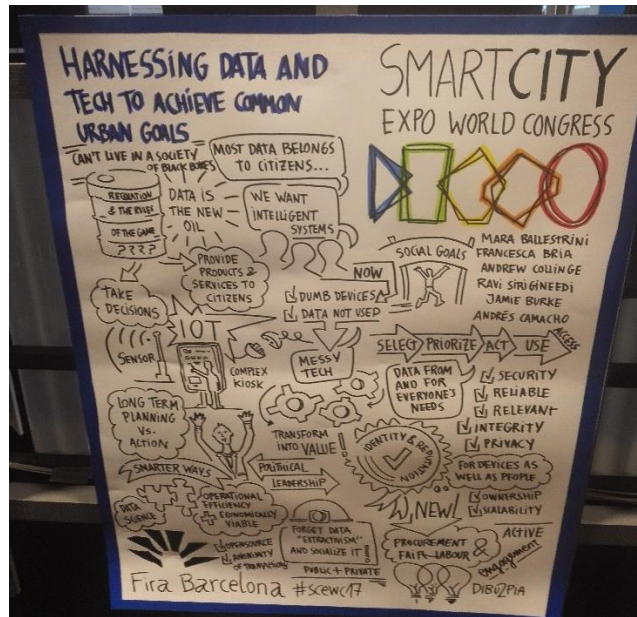 HARNESSING DATA AND
TECH TO ACHIEVE COMMON
URBAN GOALS
SMARTCITY
EXPO WORLD CONGRESS
CAN'T LIVE IN A SOCIETY
OF BLACK BOXES
MOST DATA BELONGS
TO CITIZENS...
REGULATION
& THE RULES
OF THE GAME
????
DATA IS
THE NEW
OIL
WE WANT
INTELLIGENT
SYSTEMS
PROVIDE
PRODUCTS &
SERVICES TO
CITIZENS
NOW
DUMB DEVICES
DATA NOT USED
SOCIAL GOALS
MARA BALLESTRINI
FRANCESCA BRIA
ANDREW COLLINGE
RAVI SIRIGINEEDI
JAMIE BURKE
ANDRÉS CAMACHO
TAKE
DECISIONS
IOT
SENSOR
COMPLEX
KIOSK
MESSY
TECH
SELECT PRIORIZE ACT USE
ACCESS
DATA FROM
AND FOR
EVERYONE'S
NEEDS
SECURITY
RELIABLE
RELEVANT
INTEGRITY
PRIVACY
LONG TERM
PLANNING
Vs.
ACTION
TRANSFORM
INTO VALUE!
IDENTITY & REPUTATION
FOR DEVICES AS
WELL AS PEOPLE
SMARTER WAYS
POLITHICAL
LEADERSHIP
NEW!
OWNERSHIP
SCALABILITY
DATA
SCIENCE
OPERATIONAL
EFFICIENCY
+ ECONOMICALLY
VIABLE
FORGET DATA
"EXTRACTIVISM"
AND SOCIALIZE IT!
PUBLIC + PRIVATE
PROCUREMENT &
FAIR LABOUR
ACTIVE
engagement
OPENSOURCE
ANONIMITY
OF TRANSACTIONS
Fira Barcelona #scewc17
DIBU2PIA